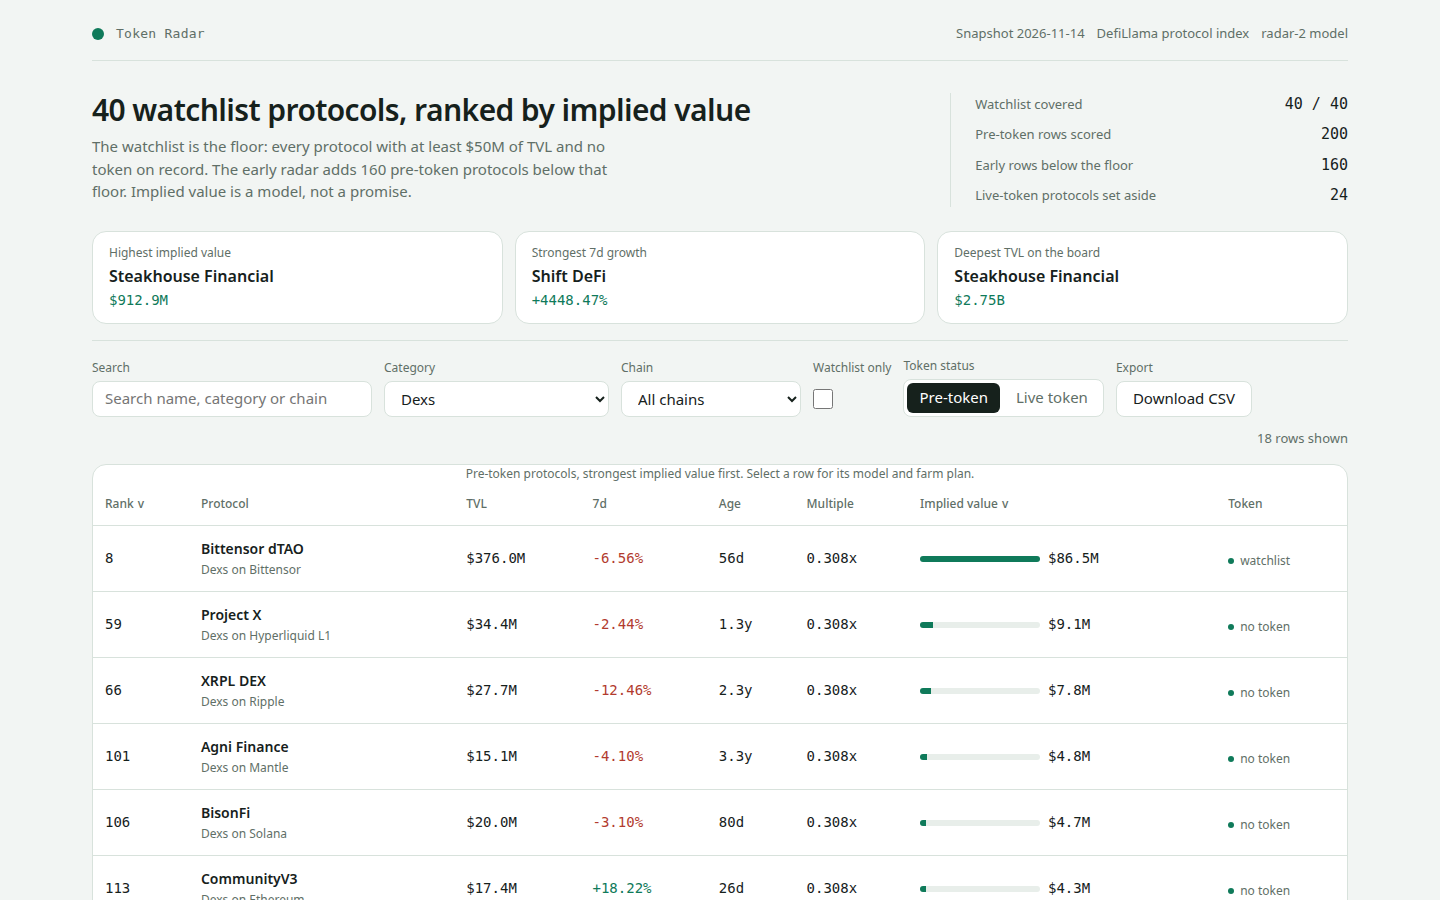 Token Radar
Snapshot 2026-11-14 DefiLlama protocol index radar-2 model
40 watchlist protocols, ranked by implied value
The watchlist is the floor: every protocol with at least $50M of TVL and no
token on record. The early radar adds 160 pre-token protocols below that
floor. Implied value is a model, not a promise.
Watchlist covered 40 / 40
Pre-token rows scored 200
Early rows below the floor 160
Live-token protocols set aside 24
Highest implied value
Steakhouse Financial
$912.9M
Strongest 7d growth
Shift DeFi
+4448.47%
Deepest TVL on the board
Steakhouse Financial
$2.75B
Search Category Chain Watchlist only Token status Export
Search name, category or chain Dexs All chains Pre-token Live token Download CSV
18 rows shown
Pre-token protocols, strongest implied value first. Select a row for its model and farm plan.
Rank v Protocol TVL 7d Age Multiple Implied value v Token
8 Bittensor dTAO $376.0M -6.56% 56d 0.308x $86.5M watchlist
Dexs on Bittensor
59 Project X $34.4M -2.44% 1.3y 0.308x $9.1M no token
Dexs on Hyperliquid L1
66 XRPL DEX $27.7M -12.46% 2.3y 0.308x $7.8M no token
Dexs on Ripple
101 Agni Finance $15.1M -4.10% 3.3y 0.308x $4.8M no token
Dexs on Mantle
106 BisonFi $20.0M -3.10% 80d 0.308x $4.7M no token
Dexs on Solana
113 CommunityV3 $17.4M +18.22% 26d 0.308x $4.3M no token
Dexs on Ethereum